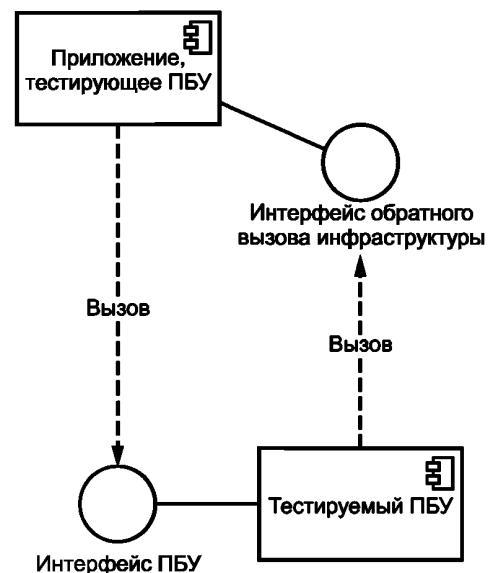 Приложение,
тестирующее ПБУ
Интерфейс обратного
вызова инфраструктуры
Вызов
Вызов
Тестируемый ПБУ
Интерфейс ПБУ